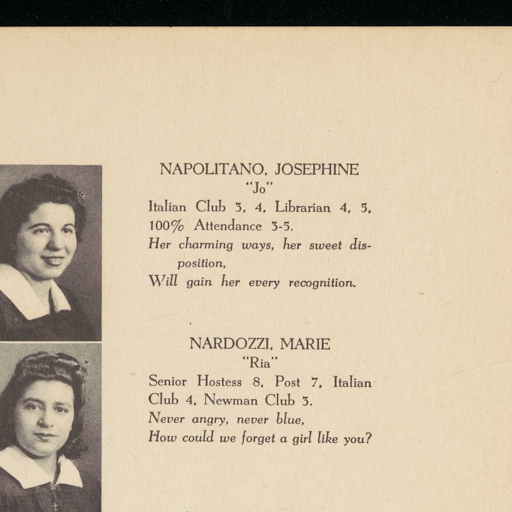 NAPOLITANO, JOSEPHINE
"Jo"
Italian Club 3, 4, Librarian 4, 5,
100% Attendance 3-5.
Her charming ways, her sweet dis-
position,
Will gain her every recognition.
NARDOZZI, MARIE
"Ria"
Senior Hostess 8, Post 7, Italian
Club 4, Newman Club 3.
Never angry, never blue,
How could we forget a girl like you?